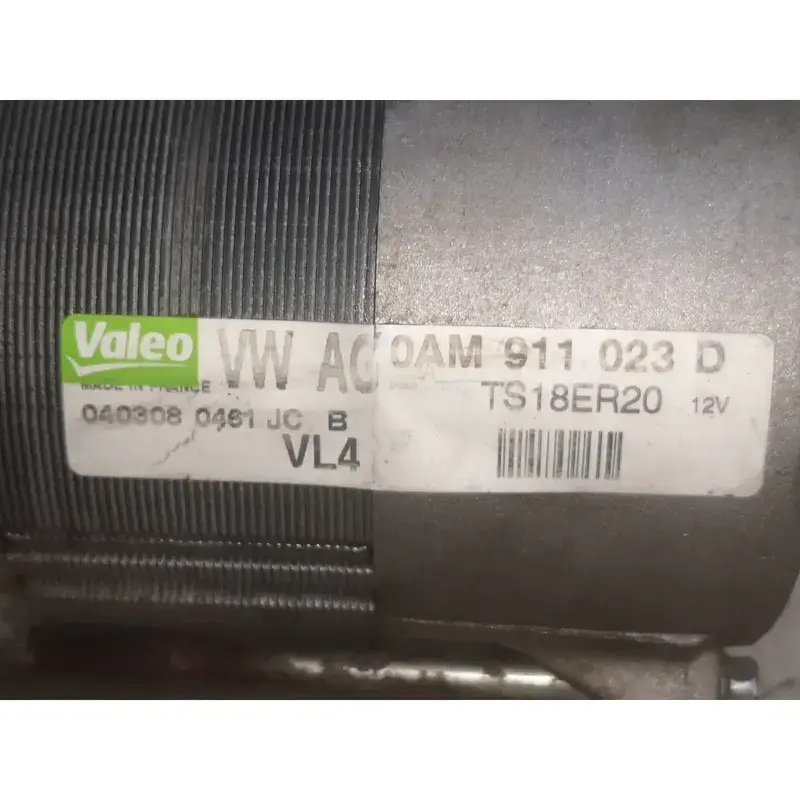 Valeo VW AG 0AM 911 023 D
MADE IN FRANCE
TS18ER20 12V
040308 0461 JC B
VL4